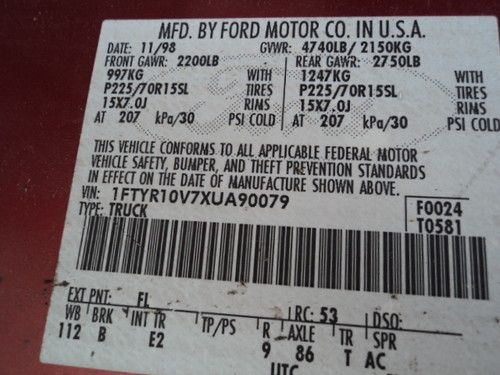 MFD. BY FORD MOTOR CO. IN U.S.A.
DATE: 11/98 GVWR: 4740LB/ 2150KG
FRONT GAWR: 2200LB REAR GAWR: 2750LB
997KG WITH 1247KG WITH
P225/70R15SL TIRES P225/70R15SL TIRES
15X7.0J RIMS 15X7.0J RIMS
AT 207 kPa/30 PSI COLD AT 207 kPa/30 PSI COLD
THIS VEHICLE CONFORMS TO ALL APPLICABLE FEDERAL MOTOR
VEHICLE SAFETY, BUMPER, AND THEFT PREVENTION STANDARDS
IN EFFECT ON THE DATE OF MANUFACTURE SHOWN ABOVE.
VIN: 1FTYR10V7XUA90079 F0024
TYPE: TRUCK T0581
EXT PNT: FL RC: 53 DSO:
WB BRK INT TR TP/PS R AXLE TR SPR
112 B E2 9 86 T AC
UTC